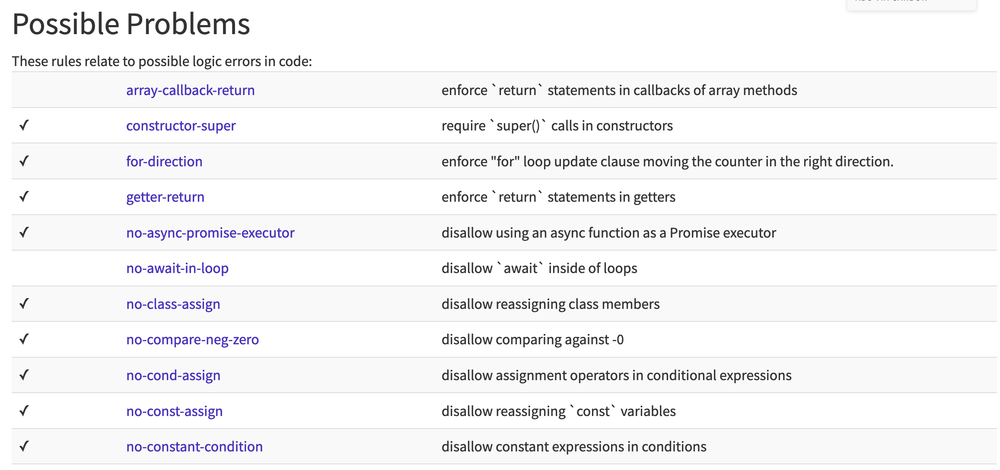 Possible Problems
These rules relate to possible logic errors in code:
array-callback-return enforce `return` statements in callbacks of array methods
✓ constructor-super require `super()` calls in constructors
✓ for-direction enforce "for" loop update clause moving the counter in the right direction.
✓ getter-return enforce `return` statements in getters
✓ no-async-promise-executor disallow using an async function as a Promise executor
no-await-in-loop disallow `await` inside of loops
✓ no-class-assign disallow reassigning class members
✓ no-compare-neg-zero disallow comparing against -0
✓ no-cond-assign disallow assignment operators in conditional expressions
✓ no-const-assign disallow reassigning `const` variables
✓ no-constant-condition disallow constant expressions in conditions